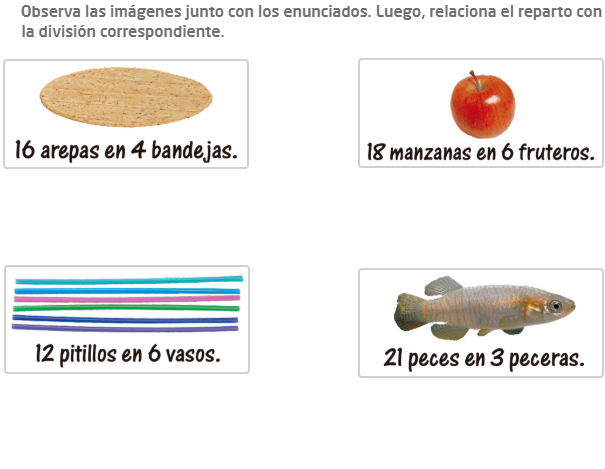 Observa las imágenes junto con los enunciados. Luego, relaciona el reparto con
la división correspondiente.
16 arepas en 4 bandejas.
18 manzanas en 6 fruteros.
12 pitillos en 6 vasos.
21 peces en 3 peceras.